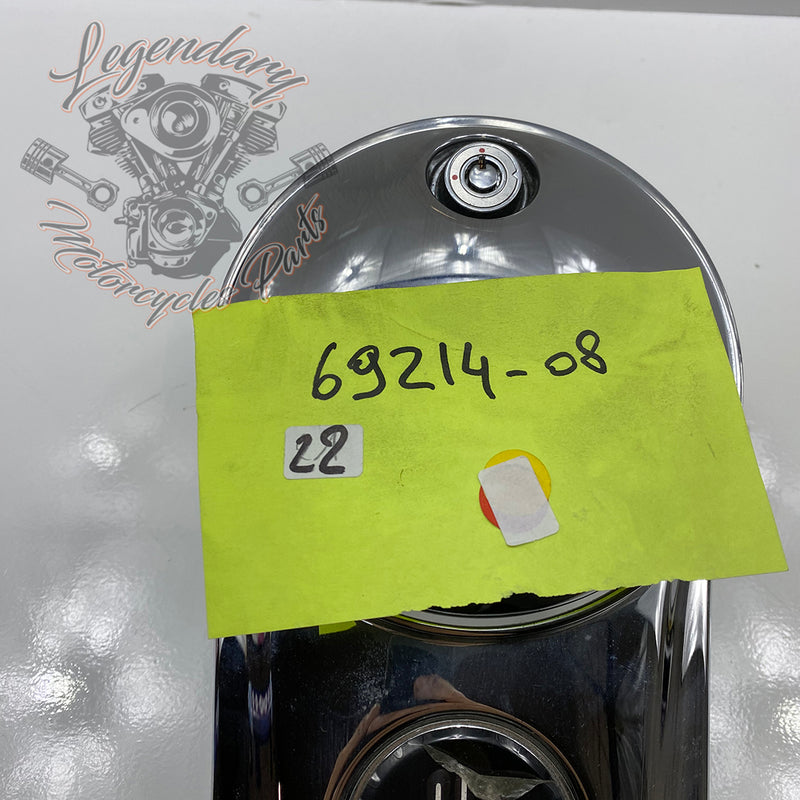 Legendary
Motorcycles Parts
69214-08
22